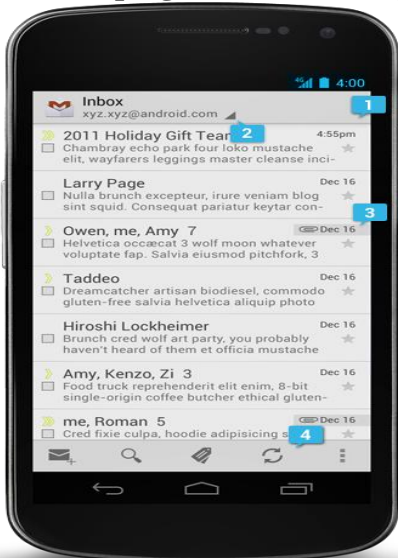 4G 4:00
Inbox
xyz.xyz@android.com
1
2011 Holiday Gift Tear 2 4:55pm
Chambray echo park four loko mustache
elit, wayfarers leggings master cleanse inci-
Larry Page Dec 16
Nulla brunch excepteur, irure veniam blog
sint squid. Consequat pariatur keytar con-
3
Owen, me, Amy 7 Dec 16
Helvetica occæcat 3 wolf moon whatever
voluptate fap. Salvia eiusmod pitchfork, 3
Taddeo Dec 16
Dreamcatcher artisan biodiesel, commodo
gluten-free salvia helvetica aliquip photo
Hiroshi Lockheimer Dec 16
Brunch cred wolf art party, you probably
haven't heard of them et officia mustache
Amy, Kenzo, Zi 3 Dec 16
Food truck reprehenderit elit enim, 8-bit
single-origin coffee butcher ethical gluten-
me, Roman 5 Dec 16
Cred fixie culpa, hoodie adipisicing s
4